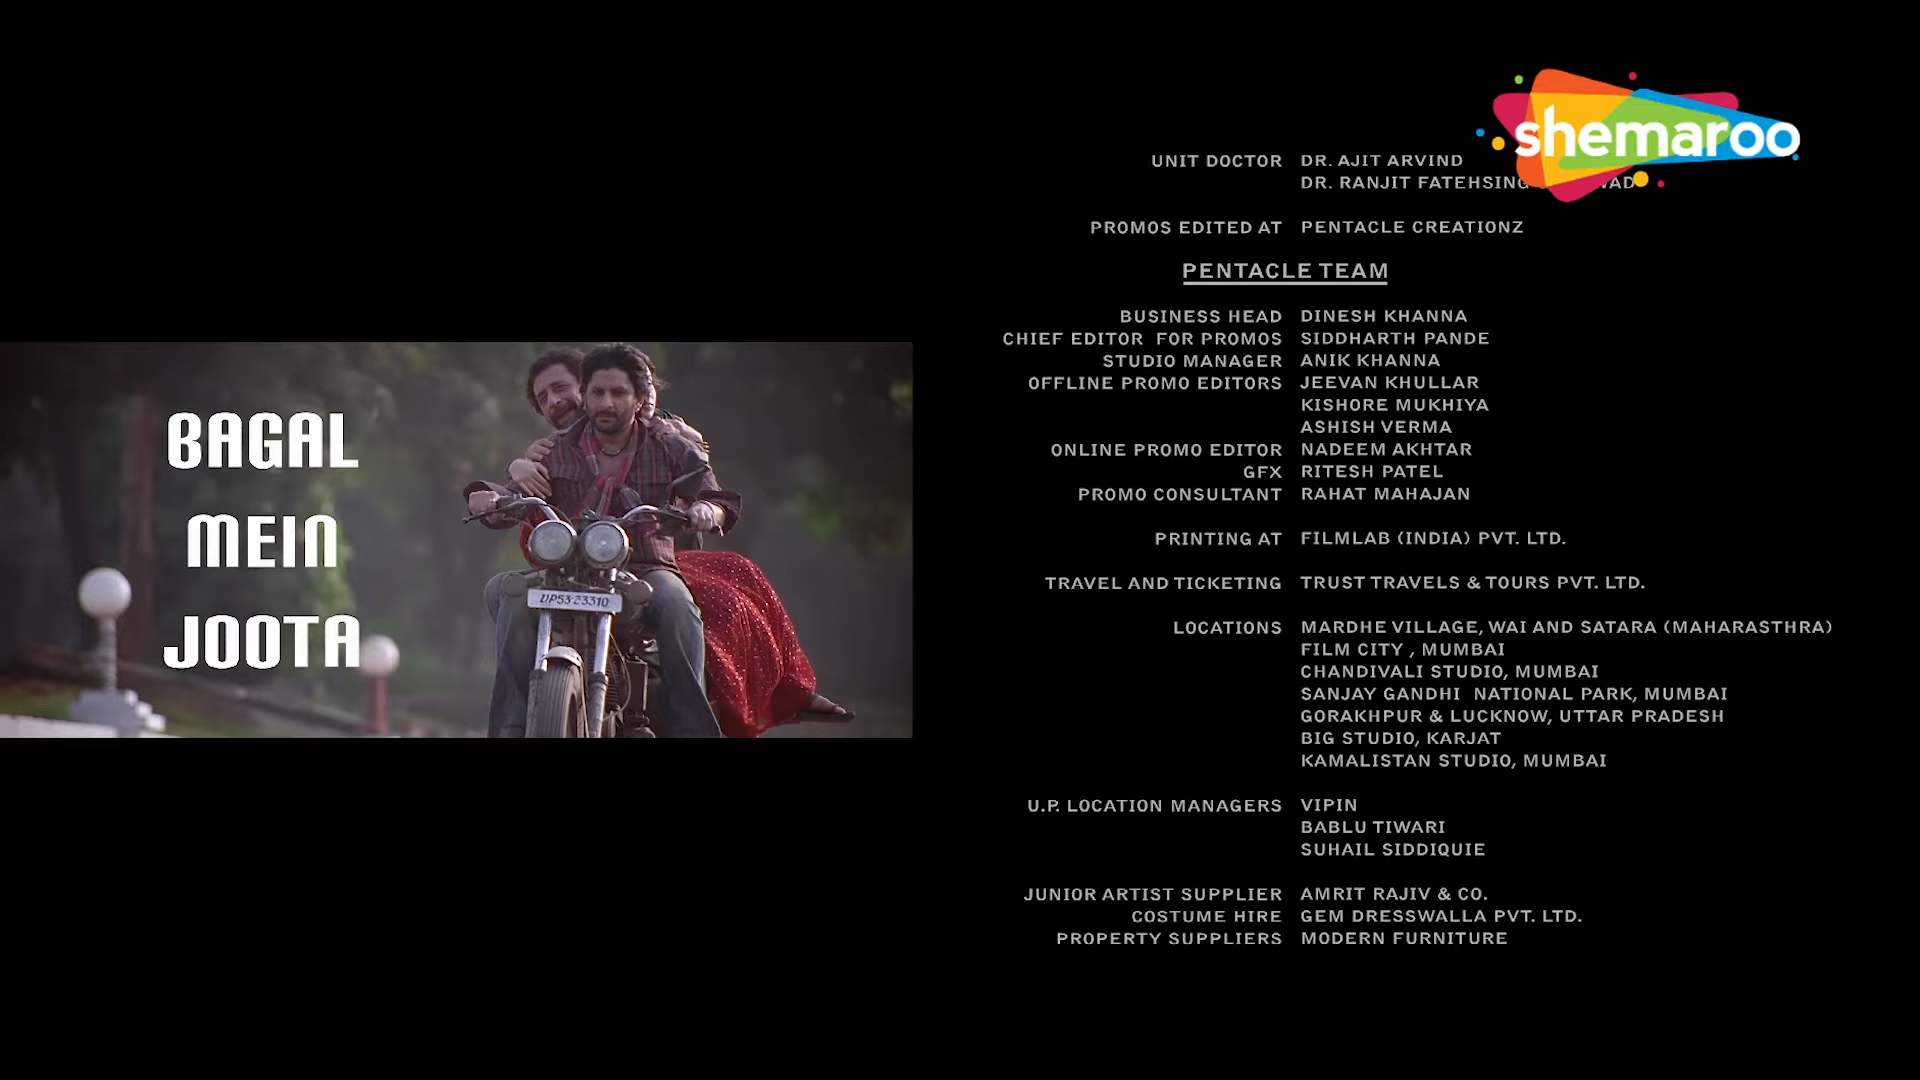 shemaroo
UNIT DOCTOR DR. AJIT ARVIND
DR. RANJIT FATEHSING
PROMOS EDITED AT PENTACLE CREATIONZ
PENTACLE TEAM
BUSINESS HEAD DINESH KHANNA
CHIEF EDITOR FOR PROMOS SIDDHARTH PANDE
STUDIO MANAGER ANIK KHANNA
OFFLINE PROMO EDITORS JEEVAN KHULLAR
KISHORE MUKHIYA
ASHISH VERMA
ONLINE PROMO EDITOR NADEEM AKHTAR
GFX RITESH PATEL
PROMO CONSULTANT RAHAT MAHAJAN
PRINTING AT FILMLAB (INDIA) PVT. LTD.
TRAVEL AND TICKETING TRUST TRAVELS & TOURS PVT. LTD.
LOCATIONS MARDHE VILLAGE, WAI AND SATARA (MAHARASTHRA)
FILM CITY , MUMBAI
CHANDIVALI STUDIO, MUMBAI
SANJAY GANDHI NATIONAL PARK, MUMBAI
GORAKHPUR & LUCKNOW, UTTAR PRADESH
BIG STUDIO, KARJAT
KAMALISTAN STUDIO, MUMBAI
U.P. LOCATION MANAGERS VIPIN
BABLU TIWARI
SUHAIL SIDDIQUIE
JUNIOR ARTIST SUPPLIER AMRIT RAJIV & CO.
COSTUME HIRE GEM DRESSWALLA PVT. LTD.
PROPERTY SUPPLIERS MODERN FURNITURE
BAGAL
MEIN
JOOTA
UP53-23310